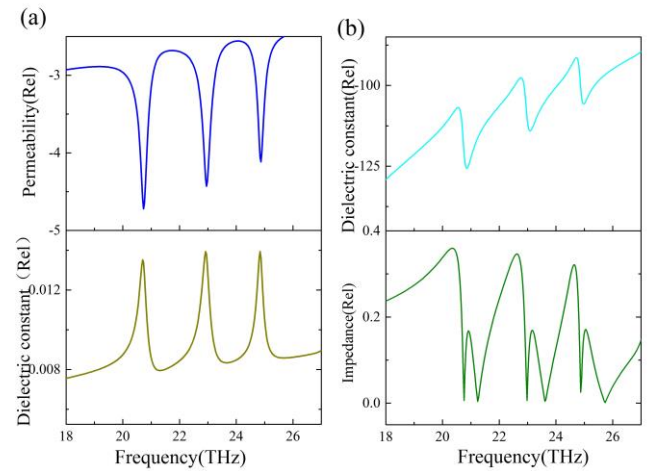 (a)
(b)
Permeability(Rel)
-3
-4
-5
Dielectric constant（Rel）
0.012
0.008
18 20 22 24 26
Frequency(THz)
Dielectric constant(Rel)
-100
-125
0.4
Impedance(Rel)
0.2
0.0
18 20 22 24 26
Frequency(THz)